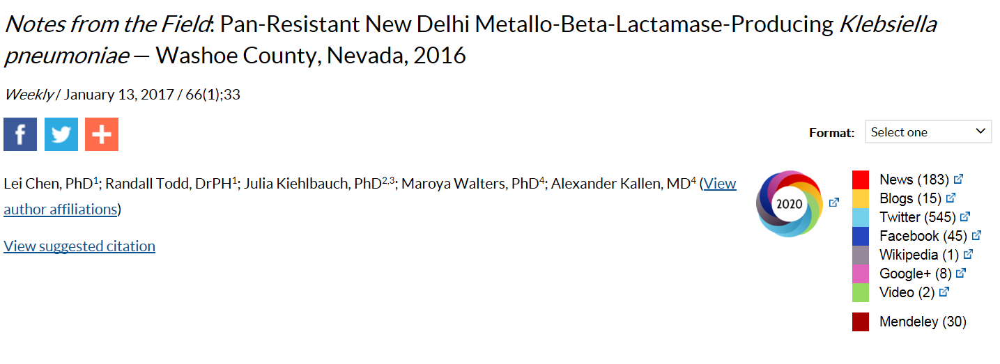 Notes from the Field: Pan-Resistant New Delhi Metallo-Beta-Lactamase-Producing Klebsiella
pneumoniae — Washoe County, Nevada, 2016
Weekly / January 13, 2017 / 66(1);33
f
Format: Select one
Lei Chen, PhD1; Randall Todd, DrPH1; Julia Kiehlbauch, PhD2,3; Maroya Walters, PhD4; Alexander Kallen, MD4 (View
author affiliations)
View suggested citation
2020
News (183)
Blogs (15)
Twitter (545)
Facebook (45)
Wikipedia (1)
Google+ (8)
Video (2)
Mendeley (30)